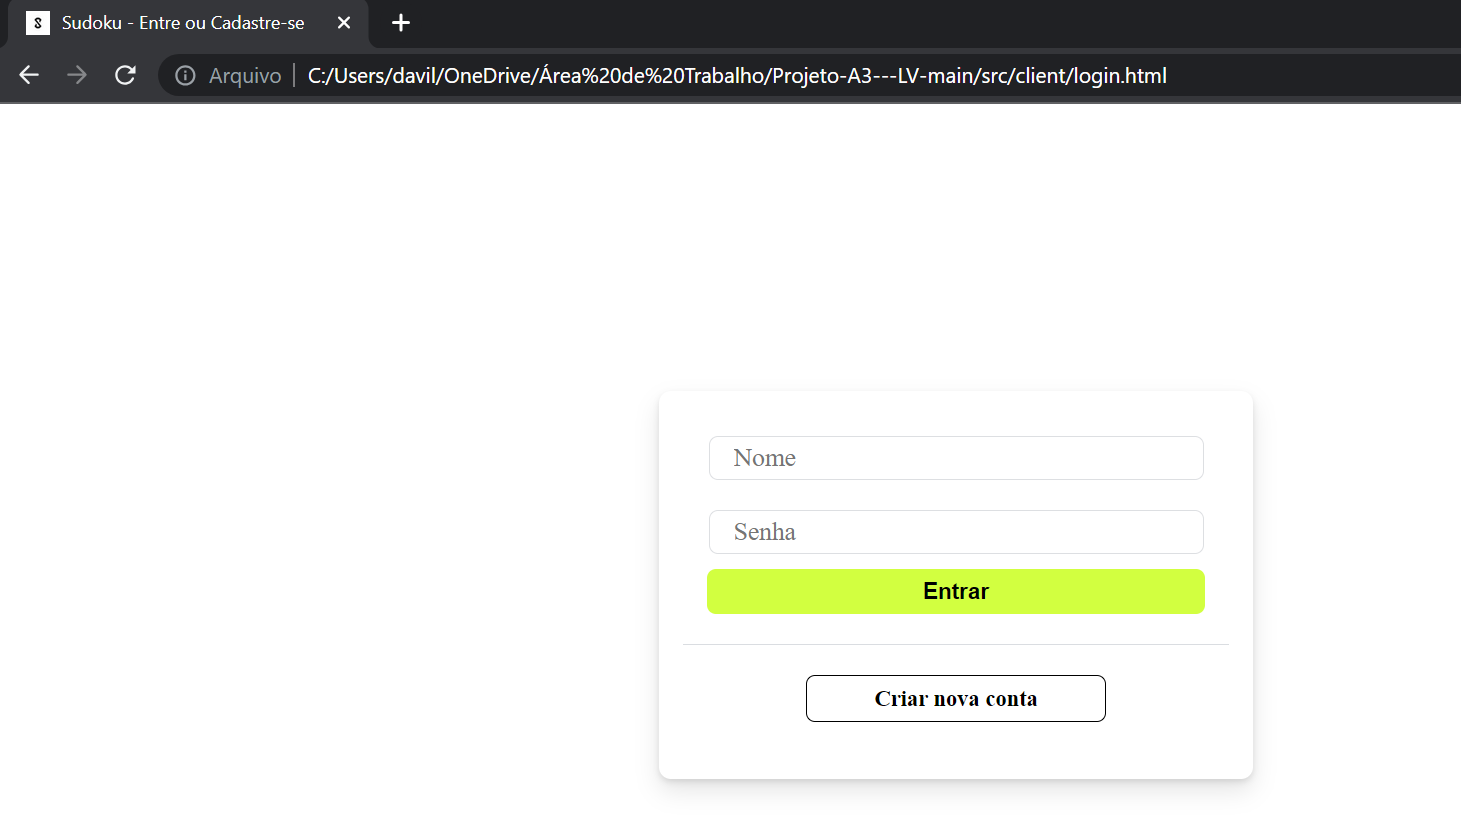 Sudoku - Entre ou Cadastre-se
Arquivo C:/Users/davil/OneDrive/Área%20de%20Trabalho/Projeto-A3---LV-main/src/client/login.html
Nome
Senha
Entrar
Criar nova conta